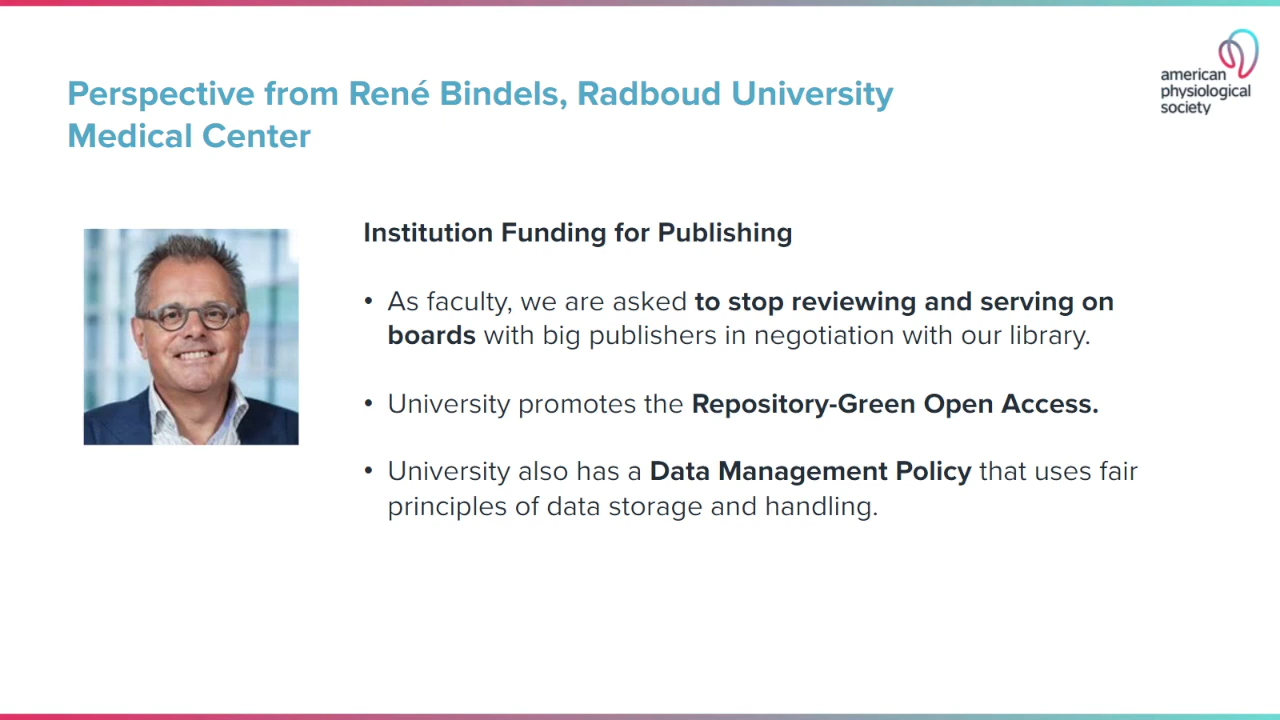 american
physiological
society
Perspective from René Bindels, Radboud University
Medical Center
Institution Funding for Publishing
• As faculty, we are asked to stop reviewing and serving on
boards with big publishers in negotiation with our library.
• University promotes the Repository-Green Open Access.
• University also has a Data Management Policy that uses fair
principles of data storage and handling.